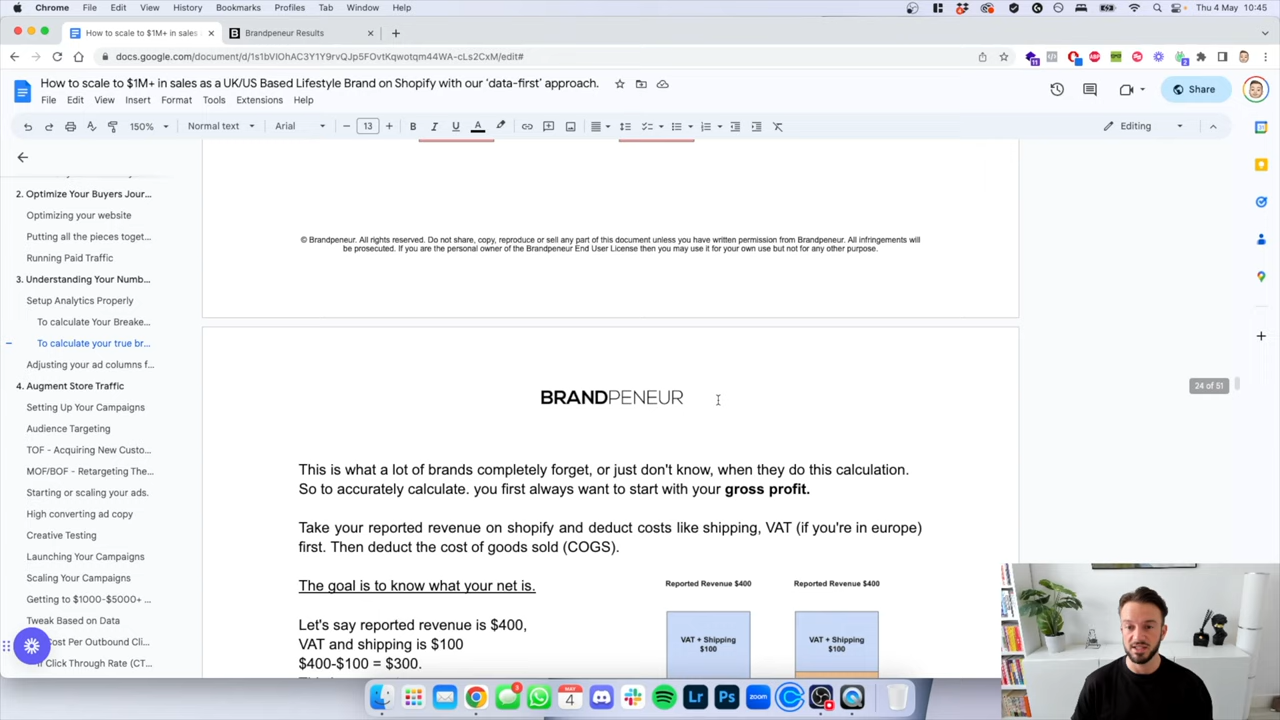 Chrome File Edit View History Bookmarks Profiles Tab Window Help Thu 4 May 10:45
How to scale to $1M+ in sales Brandpeneur Results
docs.google.com/document/d/1s1bVIOhAC3Y1Y9rvQJp5FOvtKqwotqm44WA-cLs2CxM/edit#
How to scale to $1M+ in sales as a UK/US Based Lifestyle Brand on Shopify with our 'data-first' approach.
File Edit View Insert Format Tools Extensions Help
Share
150% Normal text Arial 13 Editing
2. Optimize Your Buyers Jour...
Optimizing your website
Putting all the pieces toget...
Running Paid Traffic
3. Understanding Your Numb...
Setup Analytics Properly
To calculate Your Breake...
To calculate your true br...
Adjusting your ad columns f...
4. Augment Store Traffic
Setting Up Your Campaigns
Audience Targeting
TOF - Acquiring New Custo...
MOF/BOF - Retargeting The...
Starting or scaling your ads.
High converting ad copy
Creative Testing
Launching Your Campaigns
Scaling Your Campaigns
Getting to $1000-$5000+ ...
Tweak Based on Data
Cost Per Outbound Cli...
Click Through Rate (CT...
© Brandpeneur. All rights reserved. Do not share, copy, reproduce or sell any part of this document unless you have written permission from Brandpeneur. All infringements will
be prosecuted. If you are the personal owner of the Brandpeneur End User License then you may use it for your own use but not for any other purpose.
24 of 51
BRANDPENEUR
This is what a lot of brands completely forget, or just don't know, when they do this calculation.
So to accurately calculate. you first always want to start with your gross profit.
Take your reported revenue on shopify and deduct costs like shipping, VAT (if you're in europe)
first. Then deduct the cost of goods sold (COGS).
The goal is to know what your net is.
Let's say reported revenue is $400,
VAT and shipping is $100
$400-$100 = $300.
Reported Revenue $400 Reported Revenue $400
VAT + Shipping
$100
VAT + Shipping
$100
MAY
4
Lr Ps zoom